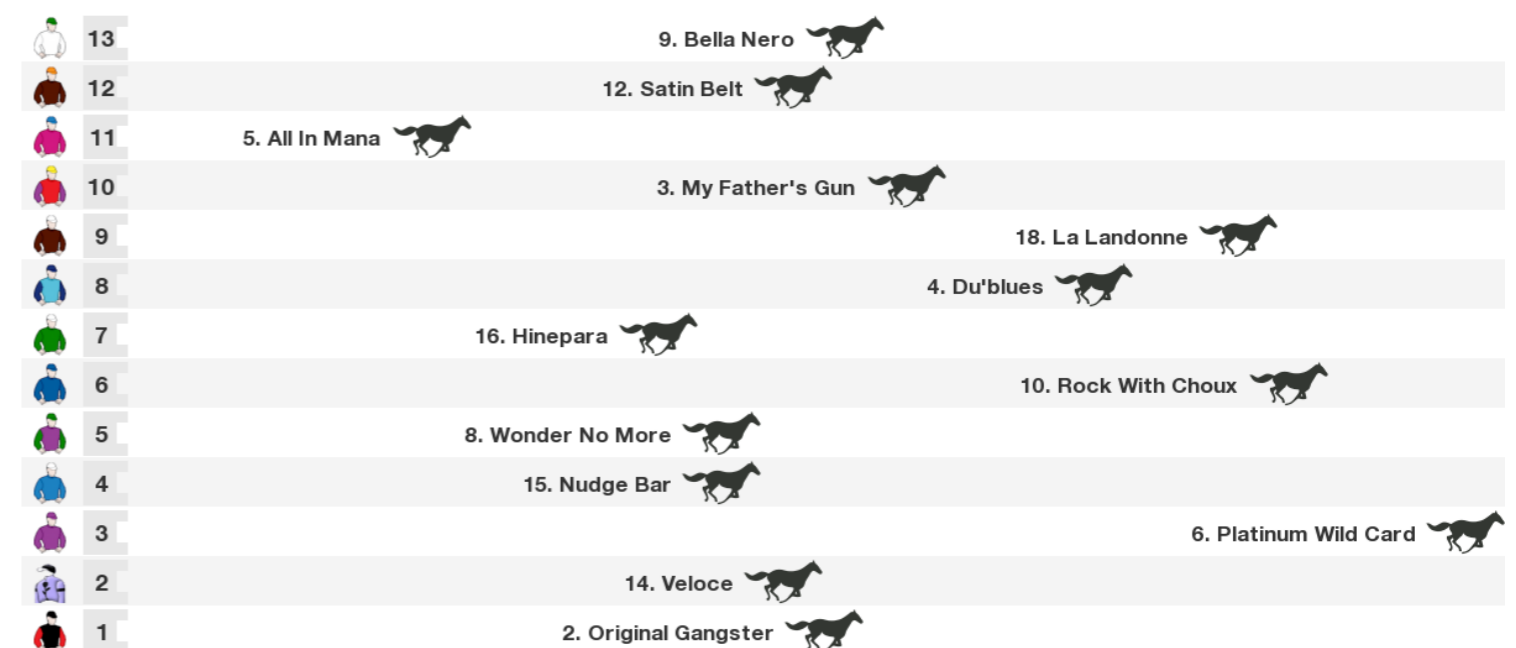 13 9. Bella Nero
12 12. Satin Belt
11 5. All In Mana
10 3. My Father's Gun
9 18. La Landonne
8 4. Du'blues
7 16. Hinepara
6 10. Rock With Choux
5 8. Wonder No More
4 15. Nudge Bar
3 6. Platinum Wild Card
2 14. Veloce
1 2. Original Gangster